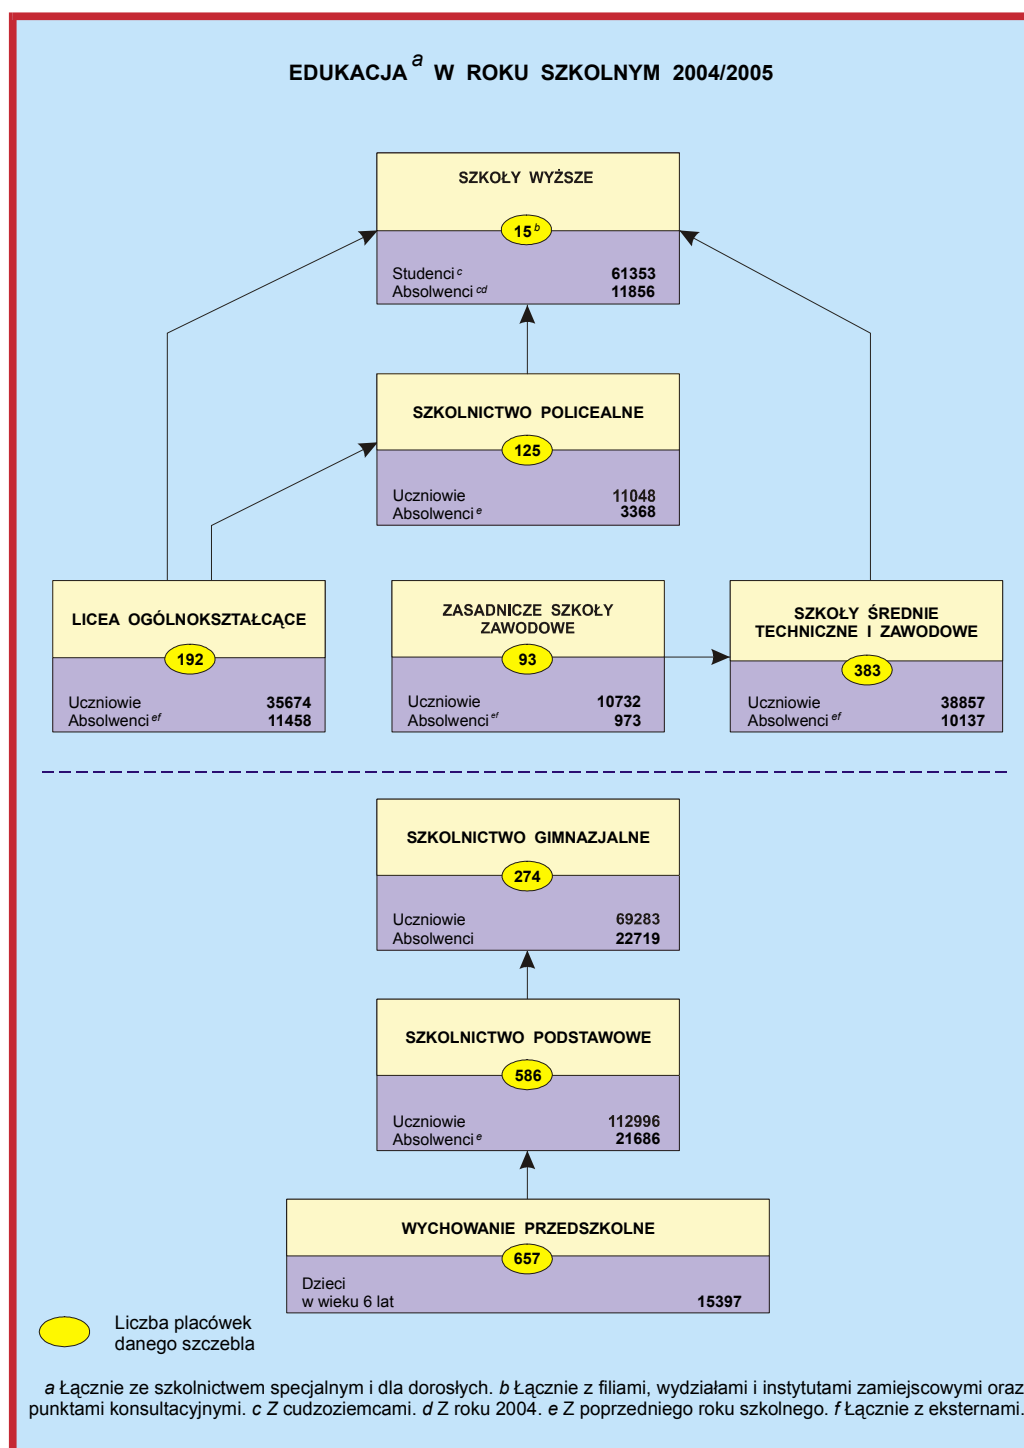 EDUKACJA a W ROKU SZKOLNYM 2004/2005
SZKOŁY WYŻSZE
15 b
Studenci c 61353
Absolwenci cd 11856
SZKOLNICTWO POLICEALNE
125
Uczniowie 11048
Absolwenci e 3368
LICEA OGÓLNOKSZTAŁCĄCE
192
Uczniowie 35674
Absolwenci ef 11458
ZASADNICZE SZKOŁY
ZAWODOWE
93
Uczniowie 10732
Absolwenci ef 973
SZKOŁY ŚREDNIE
TECHNICZNE I ZAWODOWE
383
Uczniowie 38857
Absolwenci ef 10137
SZKOLNICTWO GIMNAZJALNE
274
Uczniowie 69283
Absolwenci 22719
SZKOLNICTWO PODSTAWOWE
586
Uczniowie 112996
Absolwenci e 21686
WYCHOWANIE PRZEDSZKOLNE
657
Dzieci
w wieku 6 lat 15397
Liczba placówek
danego szczebla
a Łącznie ze szkolnictwem specjalnym i dla dorosłych. b Łącznie z filiami, wydziałami i instytutami zamiejscowymi oraz
punktami konsultacyjnymi. c Z cudzoziemcami. d Z roku 2004. e Z poprzedniego roku szkolnego. f Łącznie z eksternami.